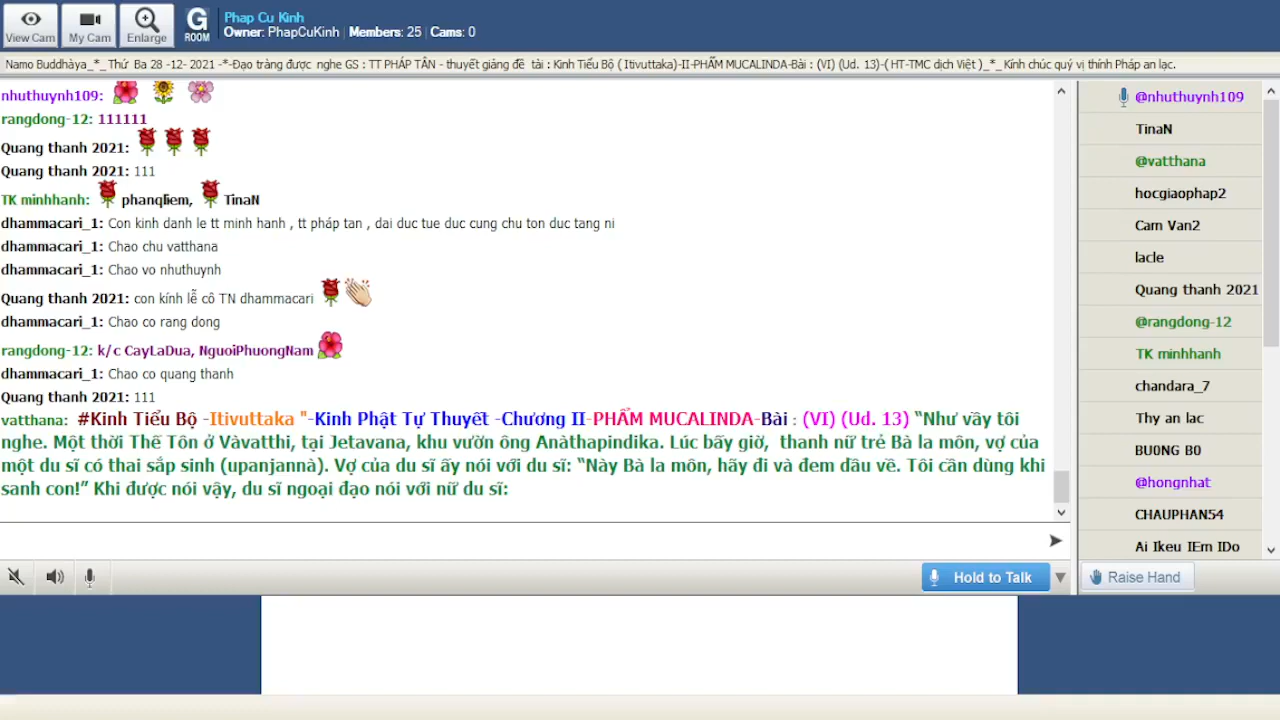 View Cam
My Cam
Enlarge
G
ROOM
Phap Cu Kinh
Owner: PhapCuKinh | Members: 25 | Cams: 0
Namo Buddhàya_*_Thứ Ba 28 -12- 2021 -*-Đạo tràng được nghe GS : TT PHÁP TÂN - thuyết giảng đề tài : Kinh Tiểu Bộ ( Itivuttaka)-II-PHẨM MUCALINDA-Bài : (VI) (Ud. 13)-( HT-TMC dịch Việt )_*_Kính chúc quý vị thính Pháp an lạc.
nhuthuynh109:
rangdong-12: 111111
Quang thanh 2021:
Quang thanh 2021: 111
TK minhhanh: phanqliem, TinaN
dhammacari_1: Con kinh danh le tt minh hanh , tt pháp tan , dai duc tue duc cung chu ton duc tang ni
dhammacari_1: Chao chu vatthana
dhammacari_1: Chao vo nhuthuynh
Quang thanh 2021: con kính lễ cô TN dhammacari
dhammacari_1: Chao co rang dong
rangdong-12: k/c CayLaDua, NguoiPhuongNam
dhammacari_1: Chao co quang thanh
Quang thanh 2021: 111
vatthana: #Kinh Tiểu Bộ -Itivuttaka "-Kinh Phật Tự Thuyết -Chương II-PHẨM MUCALINDA-Bài : (VI) (Ud. 13) “Như vầy tôi
nghe. Một thời Thế Tôn ở Vàvatthi, tại Jetavana, khu vườn ông Anàthapindika. Lúc bấy giờ, thanh nữ trẻ Bà la môn, vợ của
một du sĩ có thai sắp sinh (upanjannà). Vợ của du sĩ ấy nói với du sĩ: “Này Bà la môn, hãy đi và đem dầu về. Tôi cần dùng khi
sanh con!” Khi được nói vậy, du sĩ ngoại đạo nói với nữ du sĩ:
@nhuthuynh109
TinaN
@vatthana
hocgiaophap2
Cam Van2
lacle
Quang thanh 2021
@rangdong-12
TK minhhanh
chandara_7
Thy an lac
BU0NG B0
@hongnhat
CHAUPHAN54
Ai Ikeu IEm IDo
Hold to Talk
Raise Hand